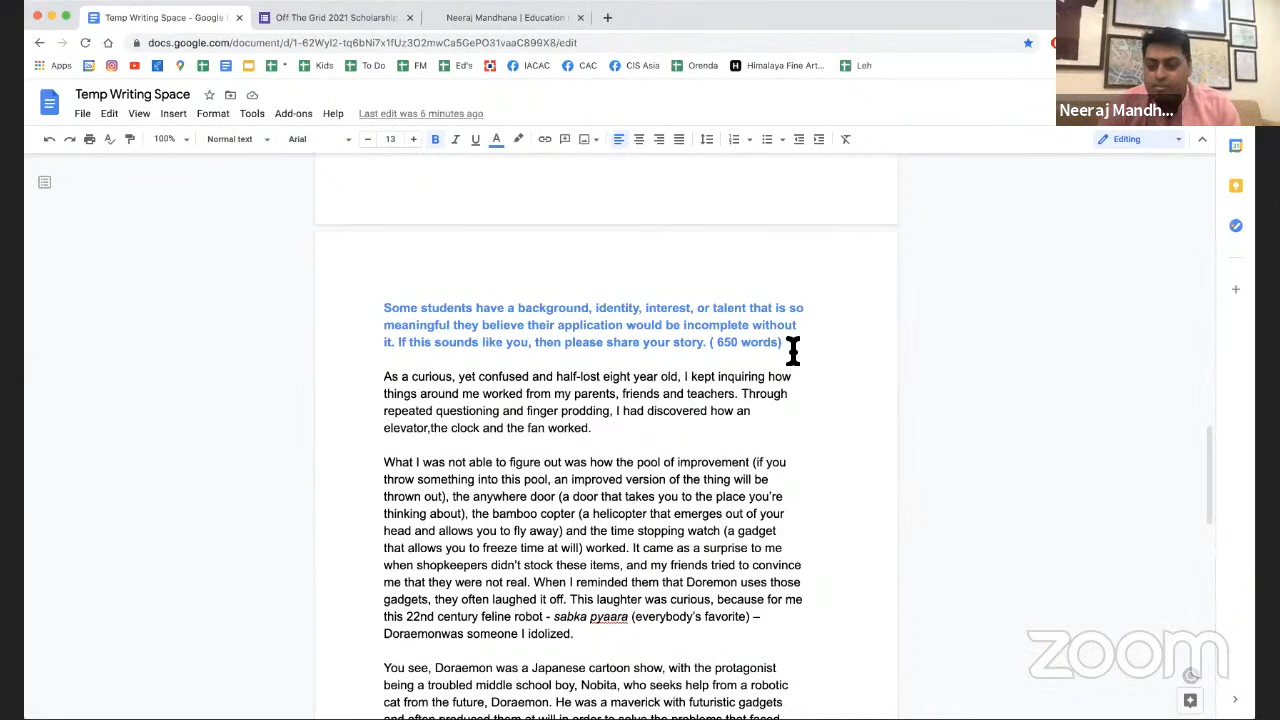 Temp Writing Space - Google
Off The Grid 2021 Scholarship
Neeraj Mandhana | Education
docs.google.com/document/d/1-62Wyl2-tq6bNi7x1fUz3O2mwCa5GePO31vaaC899X8/edit
Apps
Kids
To Do
FM
Ed's
IACAC
CAC
CIS Asia
Orenda
Himalaya Fine Art...
Leh
Neeraj Mandh...
Temp Writing Space
File Edit View Insert Format Tools Add-ons Help Last edit was 6 minutes ago
100% Normal text Arial 13 B I U A Editing
Some students have a background, identity, interest, or talent that is so
meaningful they believe their application would be incomplete without
it. If this sounds like you, then please share your story. ( 650 words)
As a curious, yet confused and half-lost eight year old, I kept inquiring how
things around me worked from my parents, friends and teachers. Through
repeated questioning and finger prodding, I had discovered how an
elevator,the clock and the fan worked.
What I was not able to figure out was how the pool of improvement (if you
throw something into this pool, an improved version of the thing will be
thrown out), the anywhere door (a door that takes you to the place you're
thinking about), the bamboo copter (a helicopter that emerges out of your
head and allows you to fly away) and the time stopping watch (a gadget
that allows you to freeze time at will) worked. It came as a surprise to me
when shopkeepers didn't stock these items, and my friends tried to convince
me that they were not real. When I reminded them that Doremon uses those
gadgets, they often laughed it off. This laughter was curious, because for me
this 22nd century feline robot - sabka pyaara (everybody's favorite) –
Doraemonwas someone I idolized.
You see, Doraemon was a Japanese cartoon show, with the protagonist
being a troubled middle school boy, Nobita, who seeks help from a robotic
cat from the future, Doraemon. He was a maverick with futuristic gadgets
and often produced them at will in order to solve the problems that faced
zoom